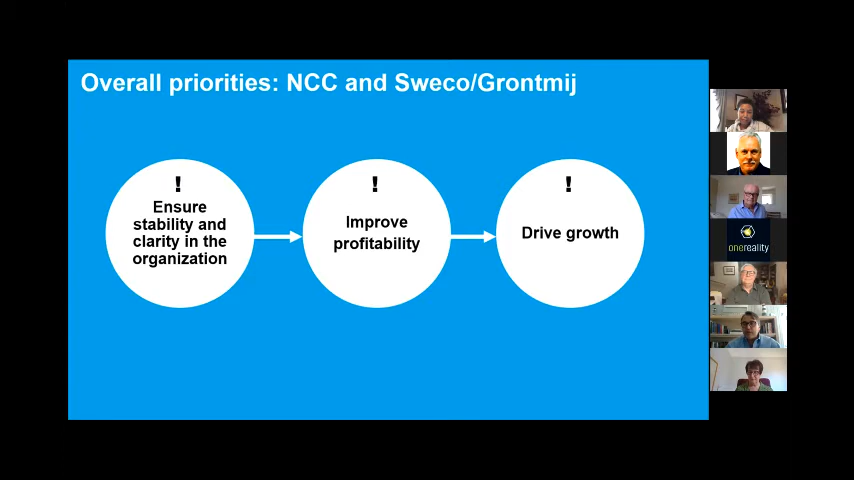 Overall priorities: NCC and Sweco/Grontmij
!
Ensure
stability and
clarity in the
organization
!
Improve
profitability
!
Drive growth
onereality